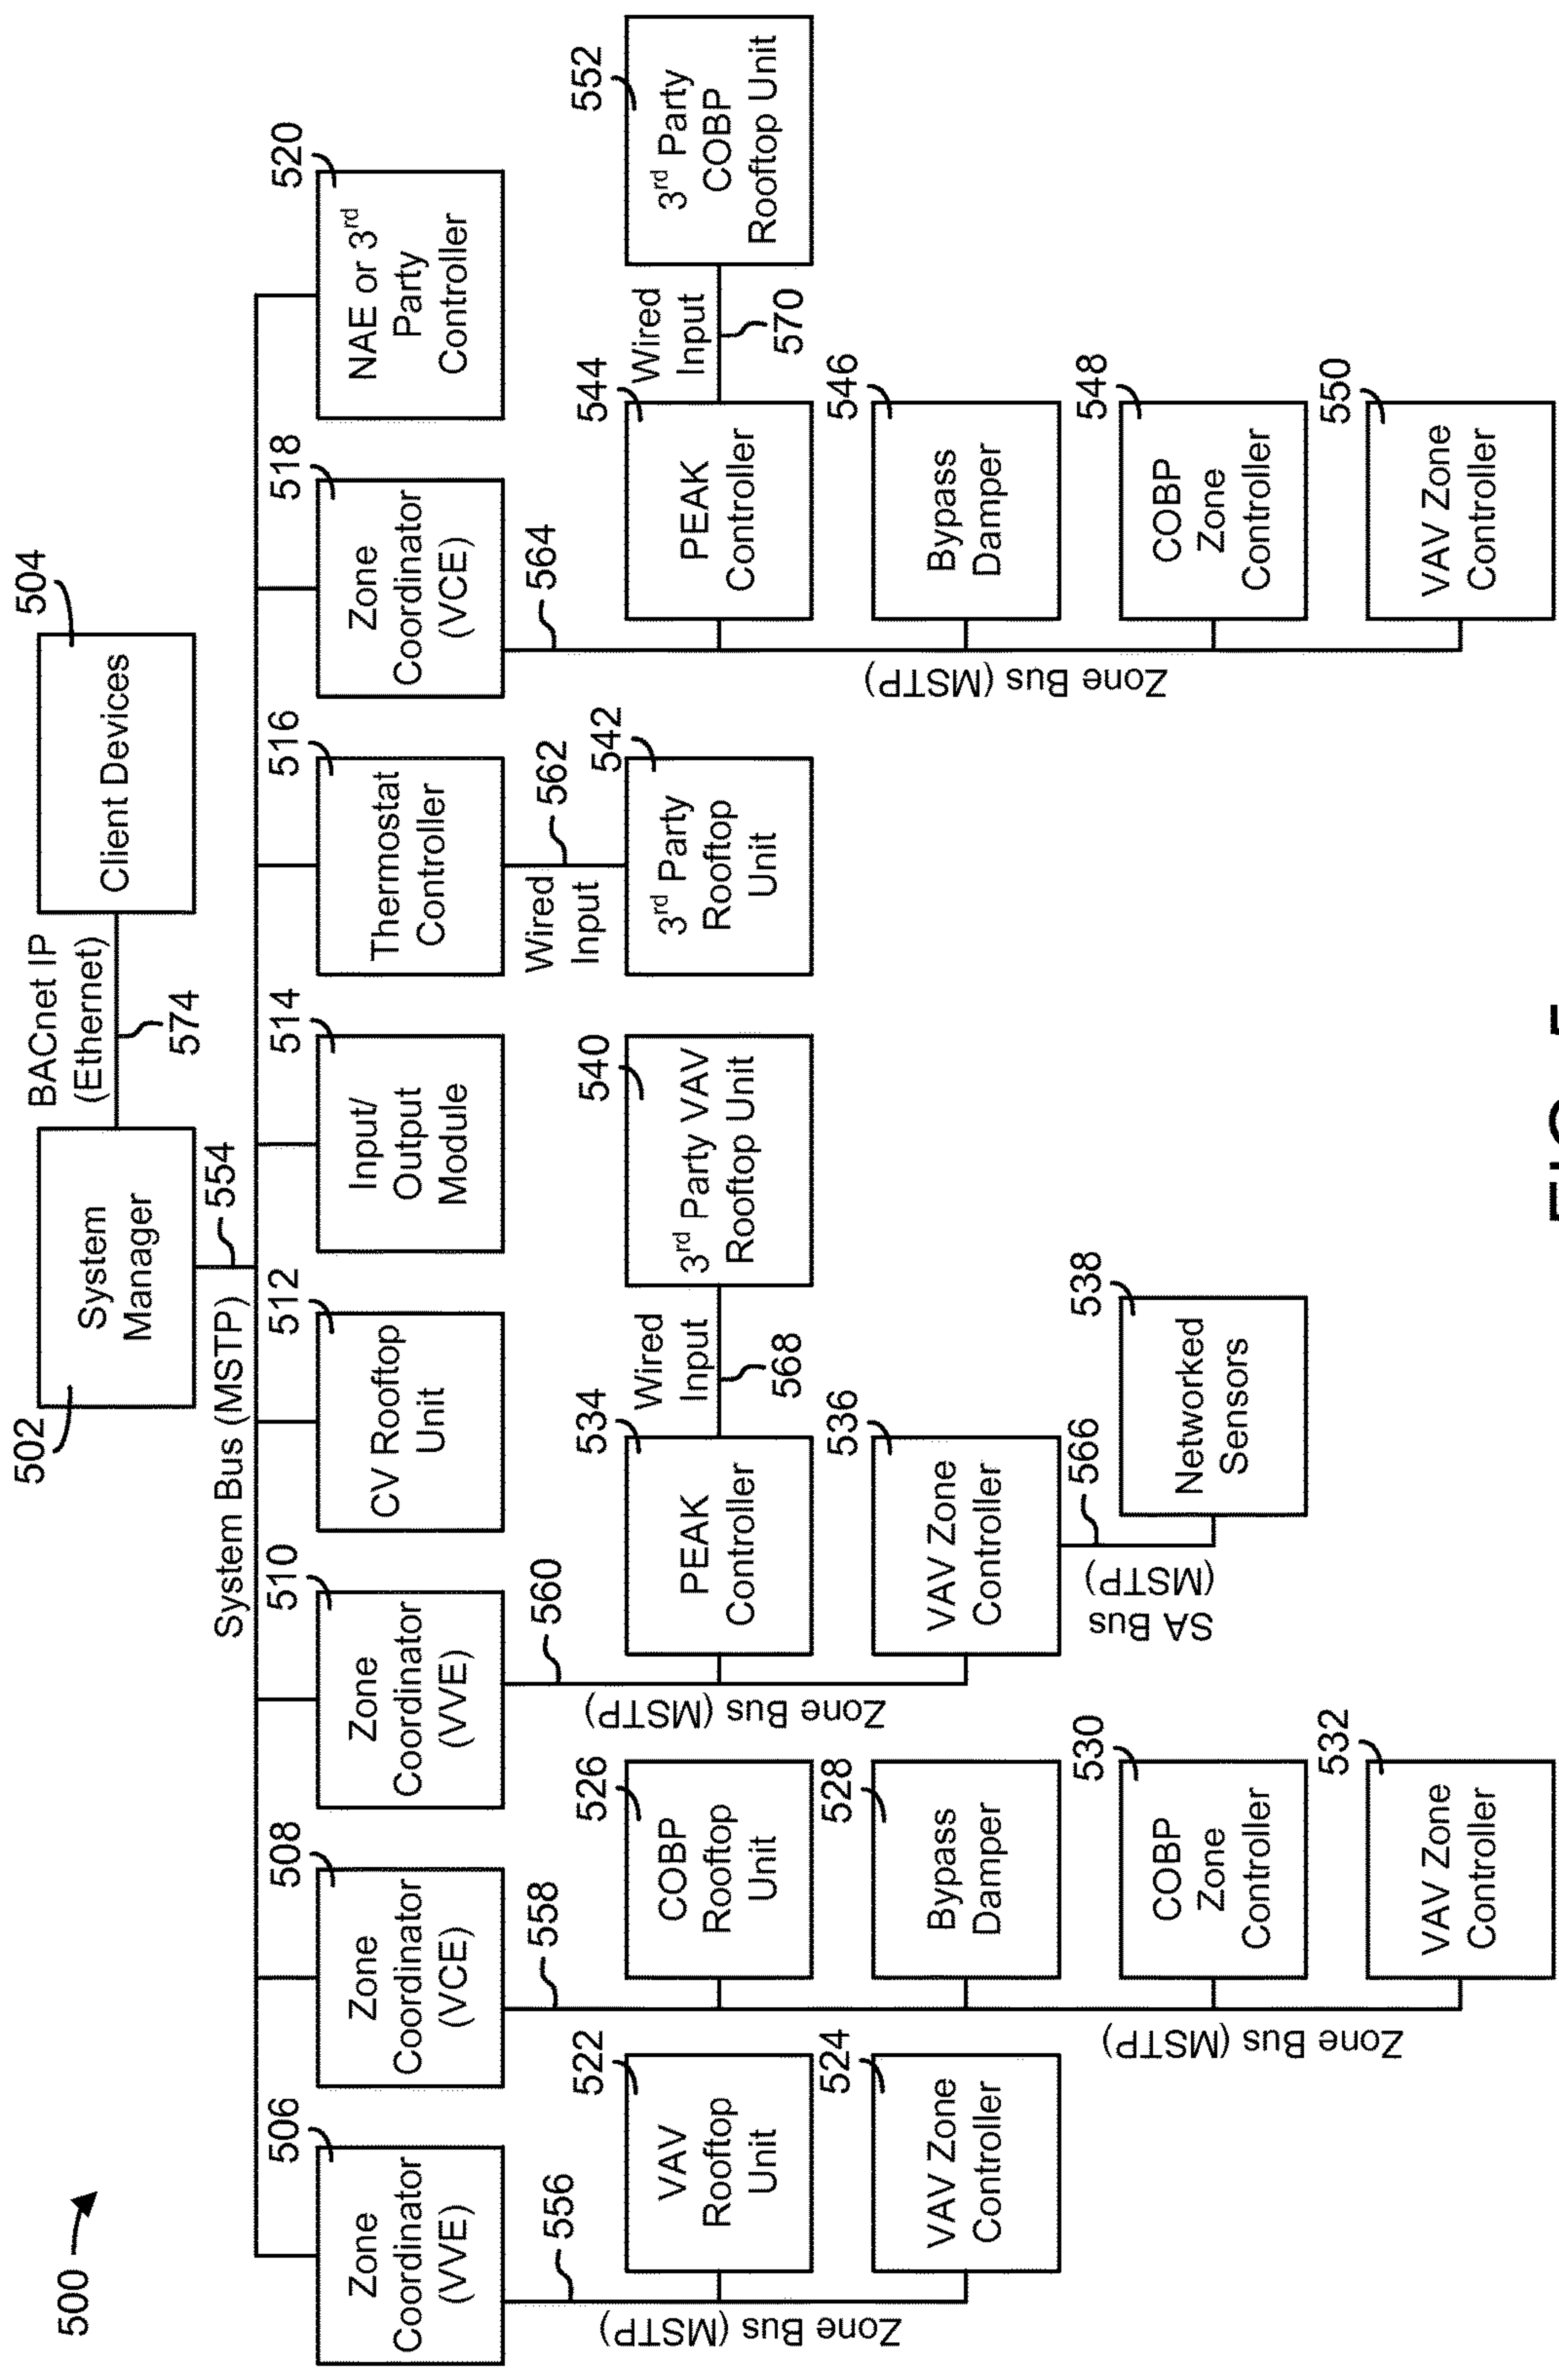 500
502
System
Manager
BACnet IP
(Ethernet)
574
504
Client Devices
554
System Bus (MSTP)
506
Zone
Coordinator
(VVE)
508
Zone
Coordinator
(VCE)
510
Zone
Coordinator
(VVE)
512
CV Rooftop
Unit
514
Input/
Output
Module
516
Thermostat
Controller
518
Zone
Coordinator
(VCE)
520
NAE or 3rd
Party
Controller
556
Zone Bus (MSTP)
522
VAV
Rooftop
Unit
524
VAV Zone
Controller
558
Zone Bus (MSTP)
526
COBP
Rooftop
Unit
528
Bypass
Damper
530
COBP
Zone
Controller
532
VAV Zone
Controller
560
Zone Bus (MSTP)
534
PEAK
Controller
Wired
Input
568
540
3rd Party VAV
Rooftop Unit
536
VAV Zone
Controller
566
SA Bus
(MSTP)
538
Networked
Sensors
562
Wired
Input
542
3rd Party
Rooftop
Unit
564
Zone Bus (MSTP)
544
PEAK
Controller
Wired
Input
570
552
3rd Party
COBP
Rooftop Unit
546
Bypass
Damper
548
COBP
Zone
Controller
550
VAV Zone
Controller